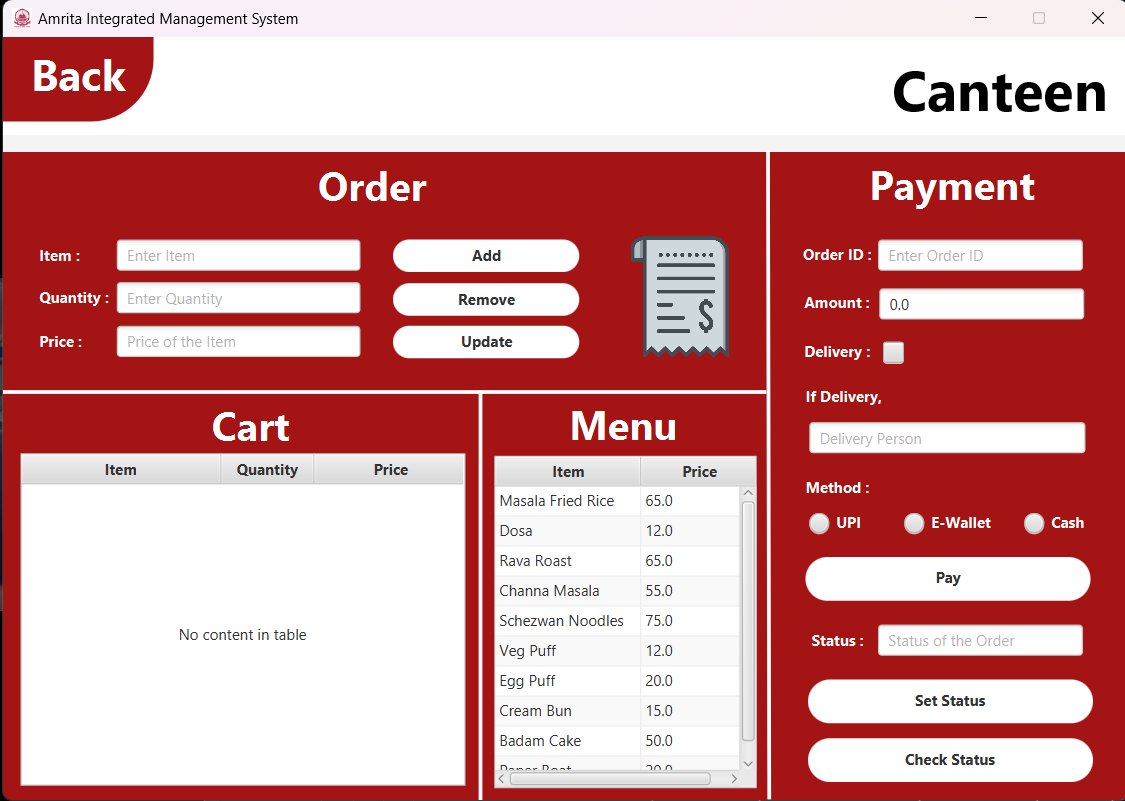 Amrita Integrated Management System
Back
Canteen
Order
Item :
Enter Item
Add
Quantity :
Enter Quantity
Remove
Price :
Price of the Item
Update
$
Cart
Item Quantity Price
No content in table
Menu
Item Price
Masala Fried Rice 65.0
Dosa 12.0
Rava Roast 65.0
Channa Masala 55.0
Schezwan Noodles 75.0
Veg Puff 12.0
Egg Puff 20.0
Cream Bun 15.0
Badam Cake 50.0
Payment
Order ID :
Enter Order ID
Amount :
0.0
Delivery :
If Delivery,
Delivery Person
Method :
UPI E-Wallet Cash
Pay
Status :
Status of the Order
Set Status
Check Status